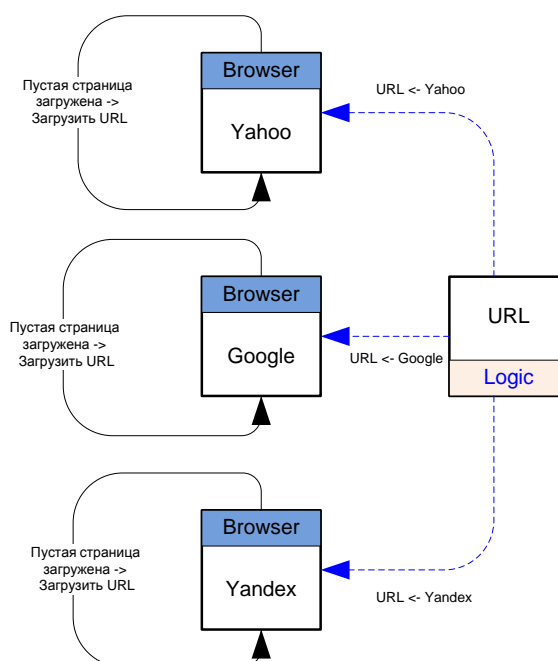 Browser
Yahoo
Пустая страница
загружена ->
Загрузить URL
URL <- Yahoo
Browser
Google
Пустая страница
загружена ->
Загрузить URL
URL <- Google
URL
Logic
Browser
Yandex
Пустая страница
загружена ->
Загрузить URL
URL <- Yandex